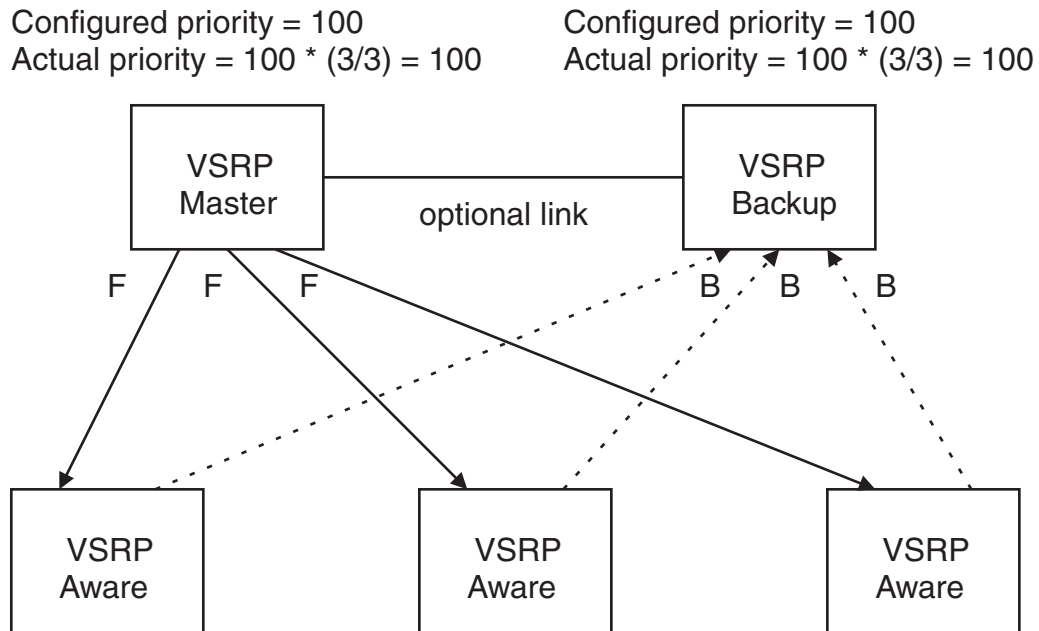 Configured priority = 100
Actual priority = 100 * (3/3) = 100
Configured priority = 100
Actual priority = 100 * (3/3) = 100
VSRP
Master
optional link
VSRP
Backup
F
F
F
B
B
B
VSRP
Aware
VSRP
Aware
VSRP
Aware